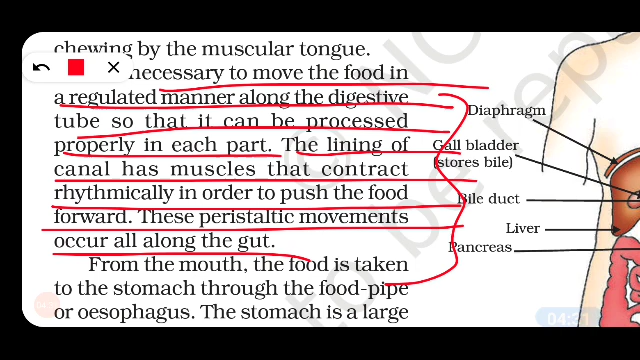 chewing by the muscular tongue.
necessary to move the food in
a regulated manner along the digestive
tube so that it can be processed
properly in each part. The lining of
canal has muscles that contract
rhythmically in order to push the food
forward. These peristaltic movements
occur all along the gut.
From the mouth, the food is taken
to the stomach through the food-pipe
or oesophagus. The stomach is a large
Diaphragm
Gall bladder
(stores bile)
Bile duct
Liver
Pancreas
04:31